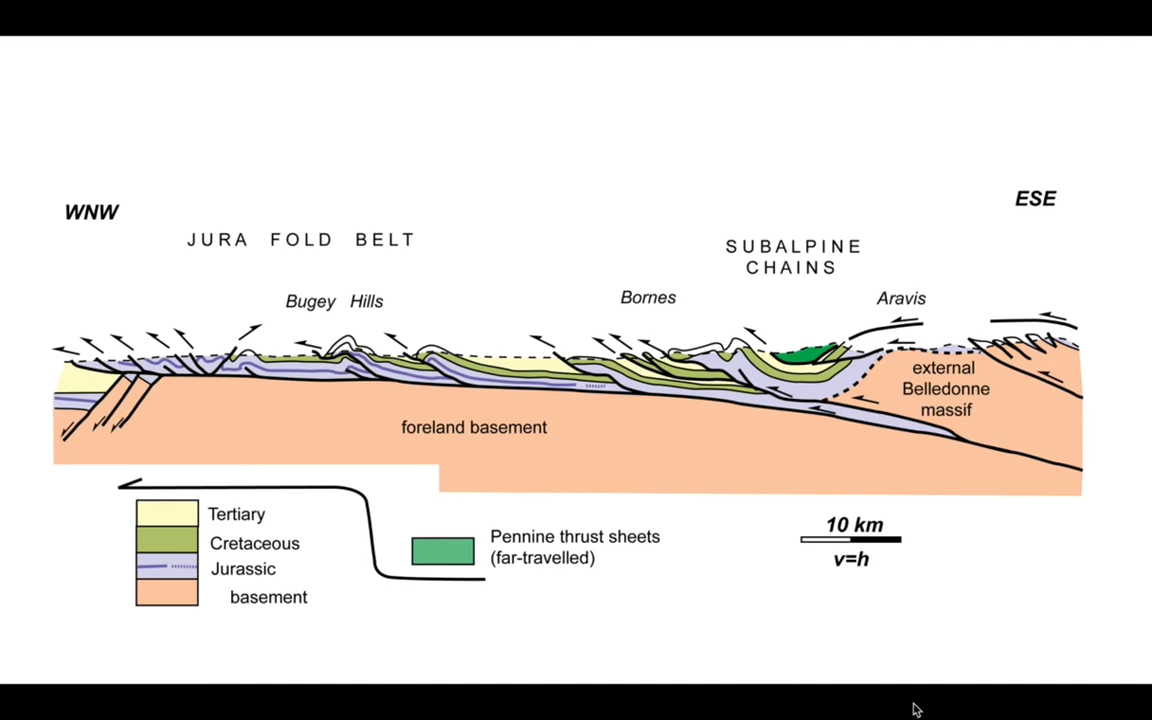 WNW
ESE
JURA FOLD BELT
SUBALPINE
CHAINS
Bugey Hills
Bornes
Aravis
external
Belledonne
massif
foreland basement
Tertiary
Cretaceous
Jurassic
basement
Pennine thrust sheets
(far-travelled)
10 km
v=h